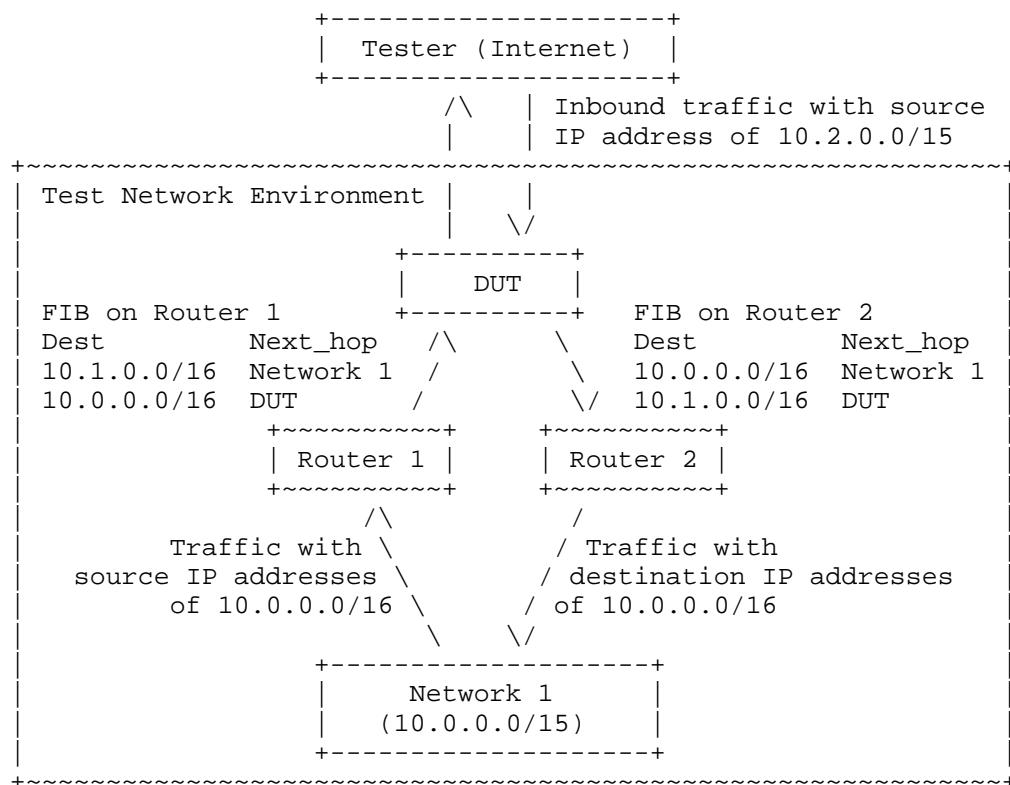 Tester (Internet)
Inbound traffic with source
IP address of 10.2.0.0/15
Test Network Environment
DUT
FIB on Router 1 FIB on Router 2
Dest Next_hop Dest Next_hop
10.1.0.0/16 Network 1 10.0.0.0/16 Network 1
10.0.0.0/16 DUT 10.1.0.0/16 DUT
Router 1 Router 2
Traffic with Traffic with
source IP addresses destination IP addresses
of 10.0.0.0/16 of 10.0.0.0/16
Network 1
(10.0.0.0/15)